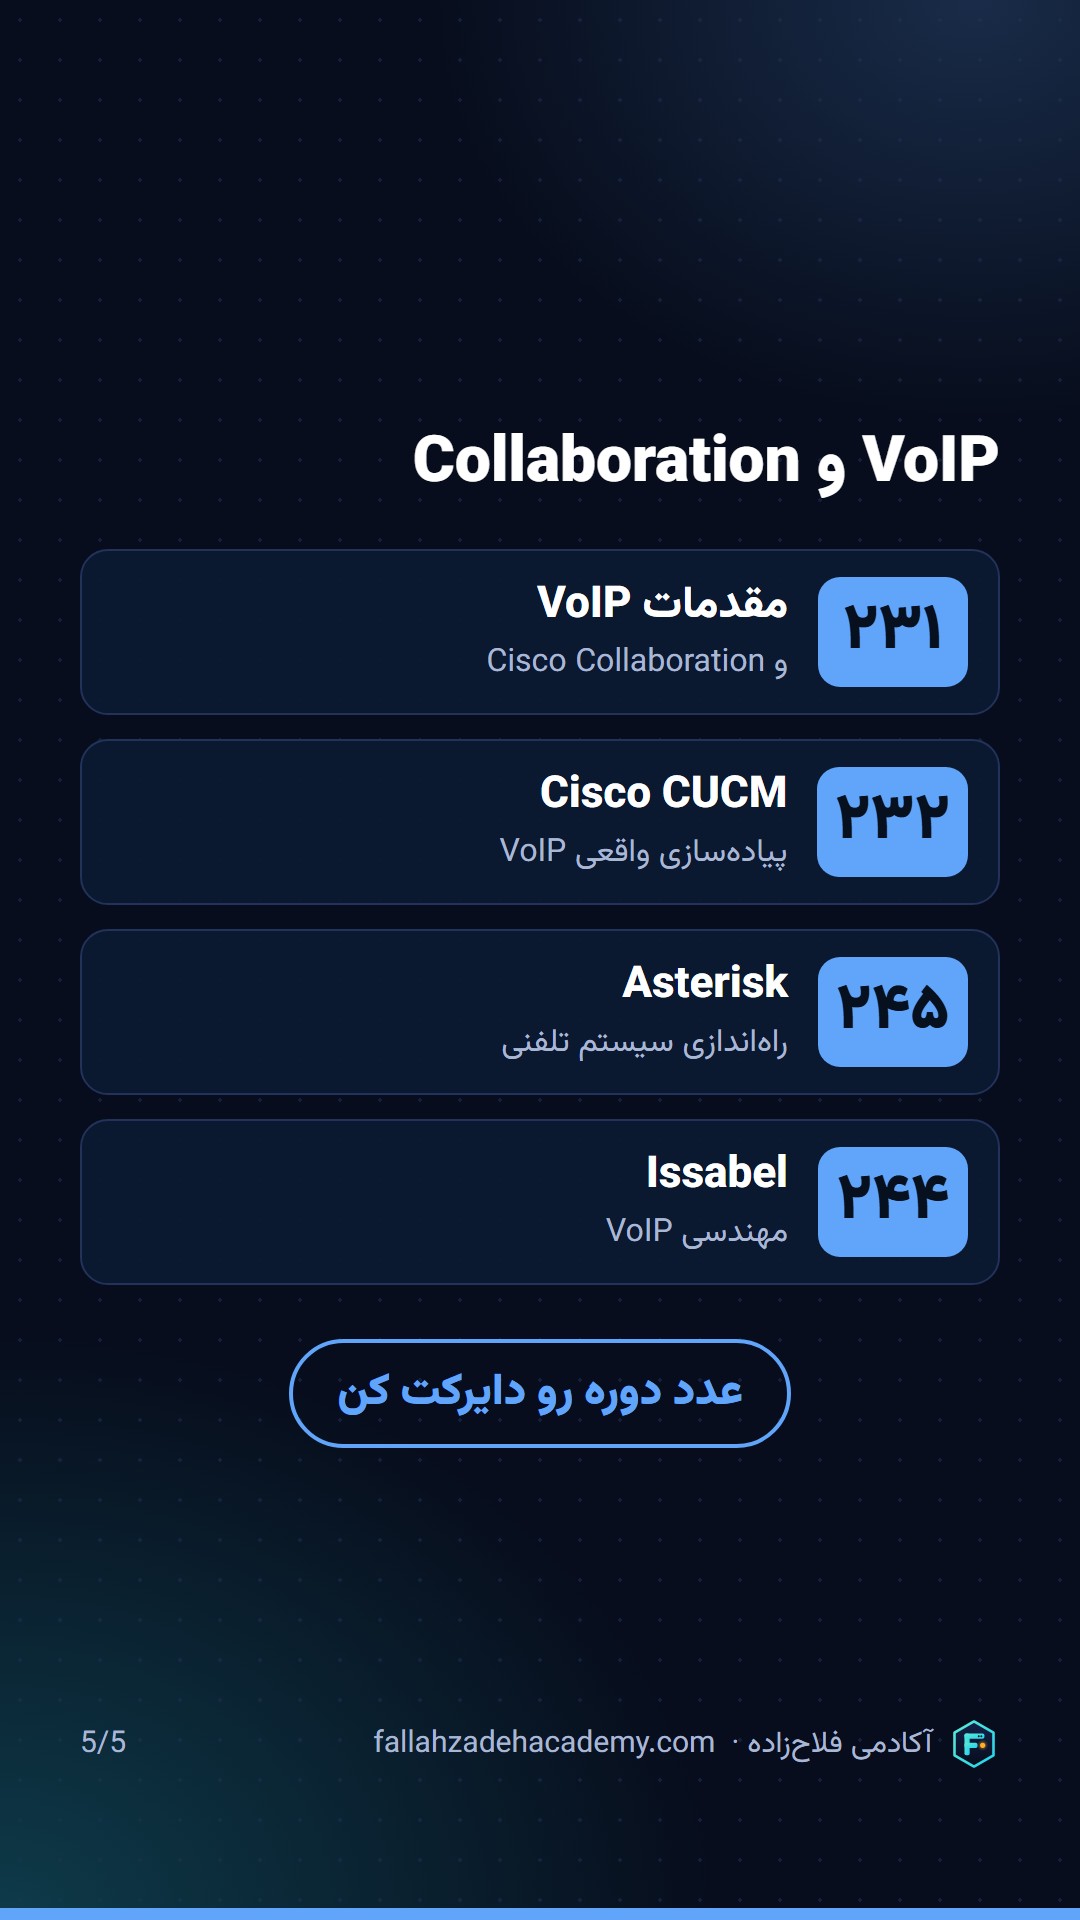 VoIP و Collaboration
۲۳۱
مقدمات VoIP
و Cisco Collaboration
۲۳۲
Cisco CUCM
پیاده‌سازی واقعی VoIP
۲۴۵
Asterisk
راه‌اندازی سیستم تلفنی
۲۴۴
Issabel
مهندسی VoIP
عدد دوره رو دایرکت کن
آکادمی فلاح‌زاده · fallahzadehacademy.com
5/5